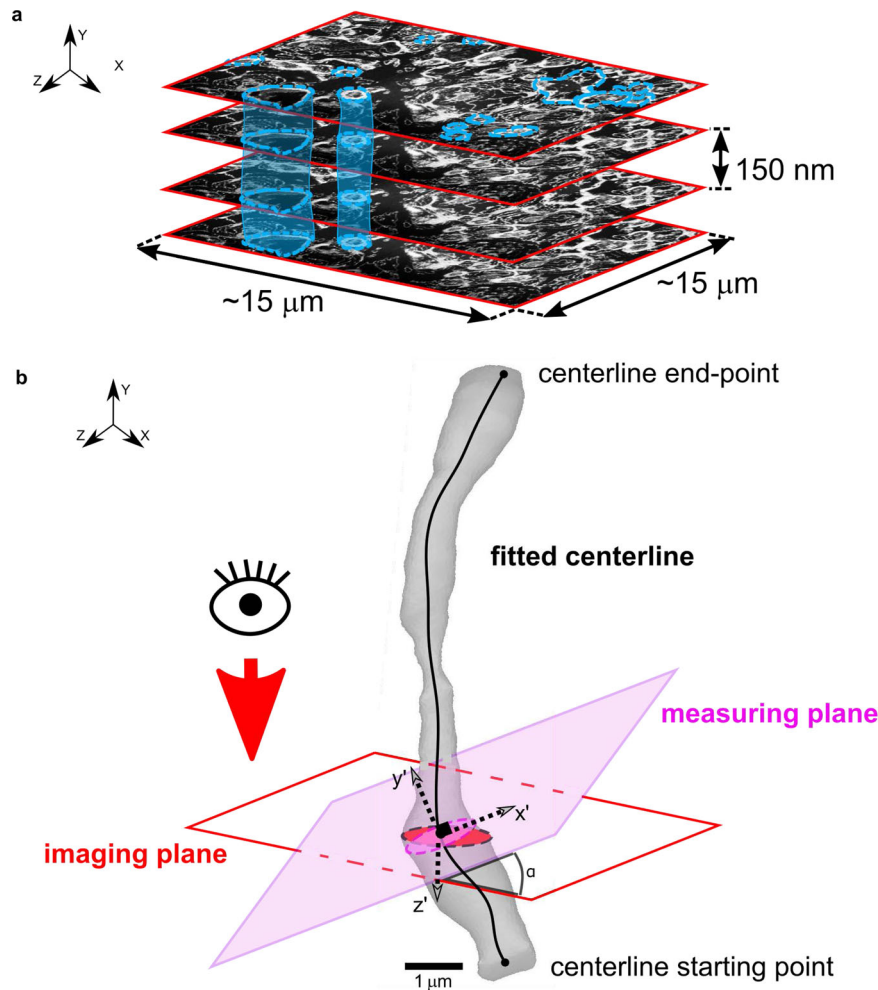 a
Y
Z
X
150 nm
~15 μm
~15 μm
b
Y
Z
X
centerline end-point
fitted centerline
measuring plane
y'
x'
imaging plane
α
z'
1 μm
centerline starting point